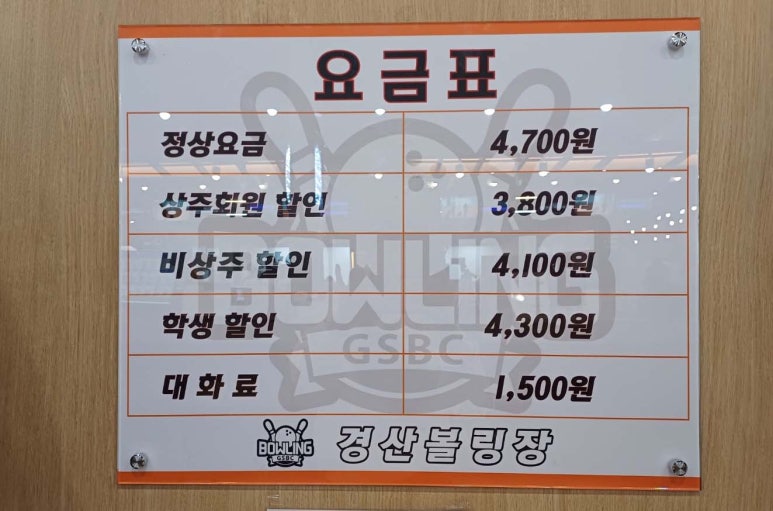 요금표
정상요금 4,700원
상주회원 할인 3,800원
비상주 할인 4,100원
학생 할인 4,300원
대화료 1,500원
BOWLING
GSBC
BOWLING
GSBC
경산볼링장